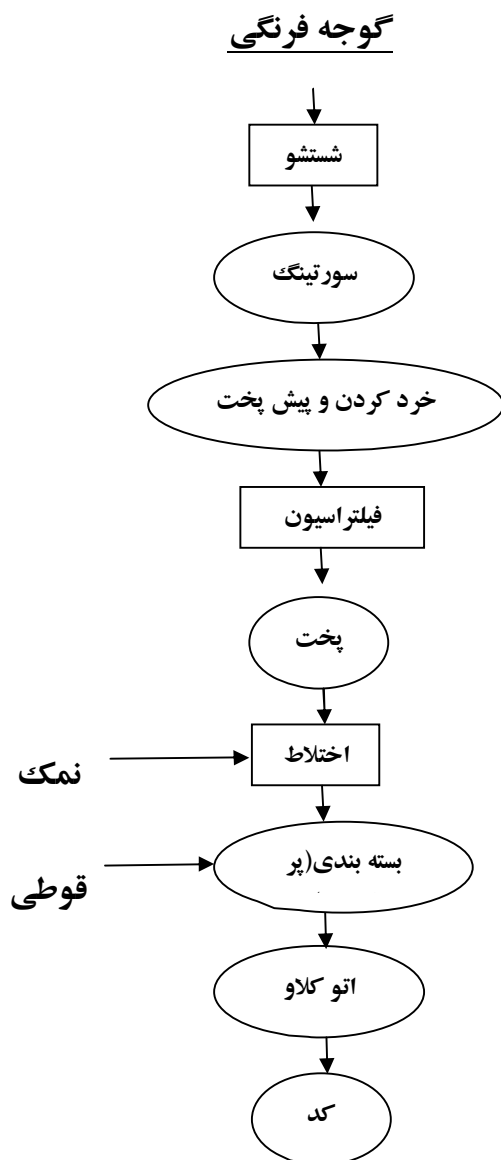 گوجه فرنگی
شستشو
سورتینگ
خرد کردن و پیش پخت
فیلتراسیون
پخت
اختلاط
نمک
بسته بندی(پر
قوطی
اتو کلاو
کد